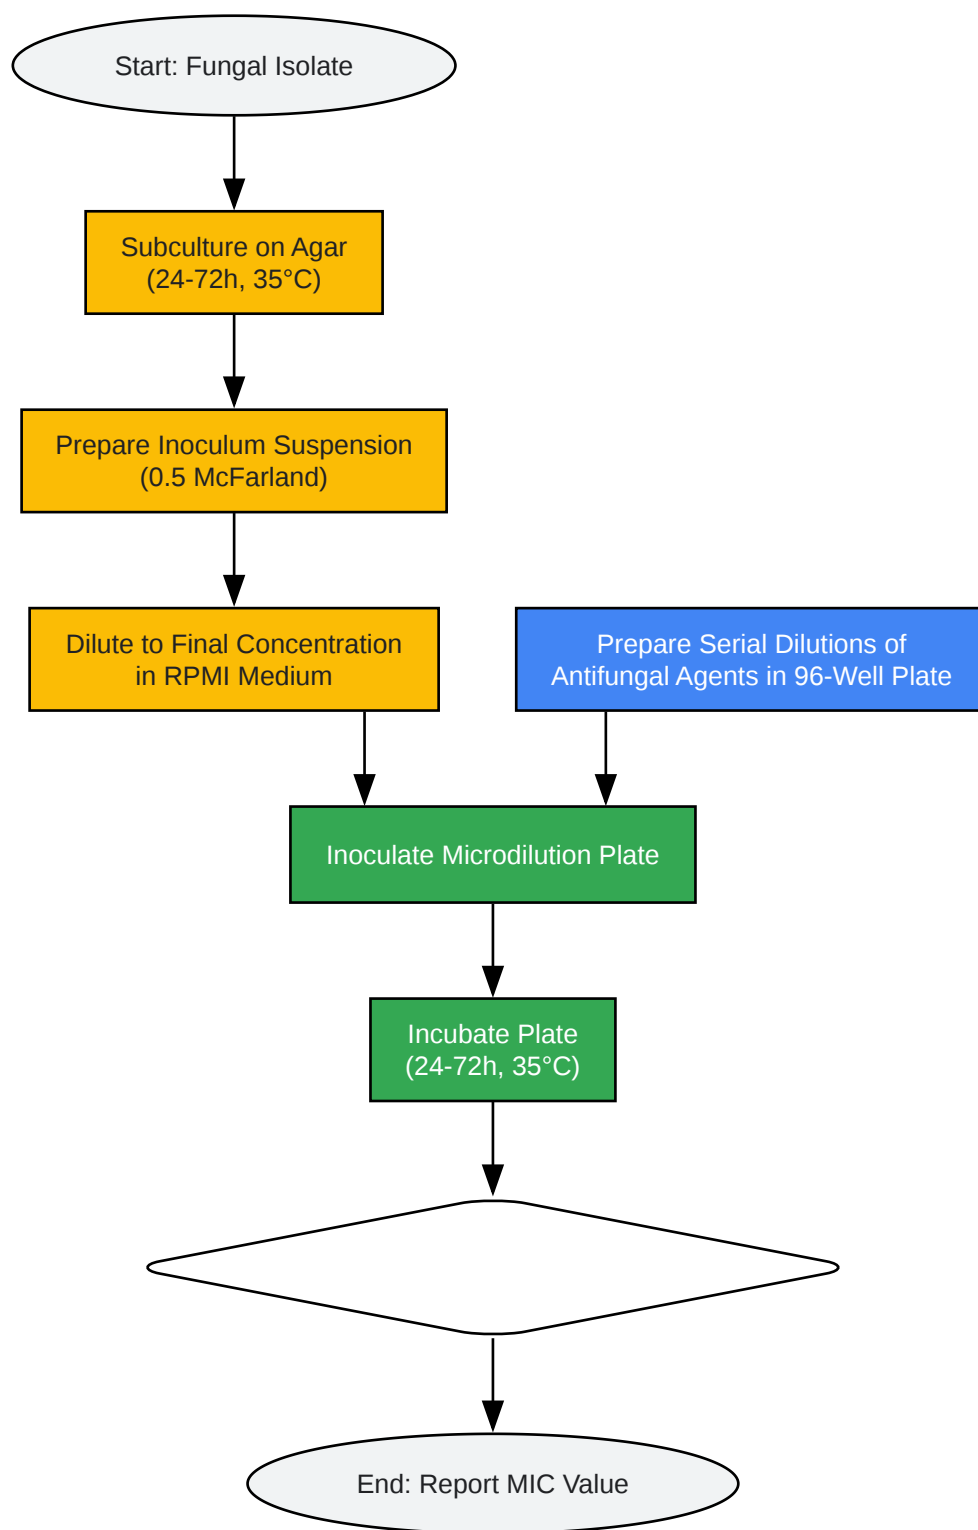 Start: Fungal Isolate
Subculture on Agar
(24-72h, 35°C)
Prepare Inoculum Suspension
(0.5 McFarland)
Dilute to Final Concentration
in RPMI Medium
Prepare Serial Dilutions of
Antifungal Agents in 96-Well Plate
Inoculate Microdilution Plate
Incubate Plate
(24-72h, 35°C)
End: Report MIC Value